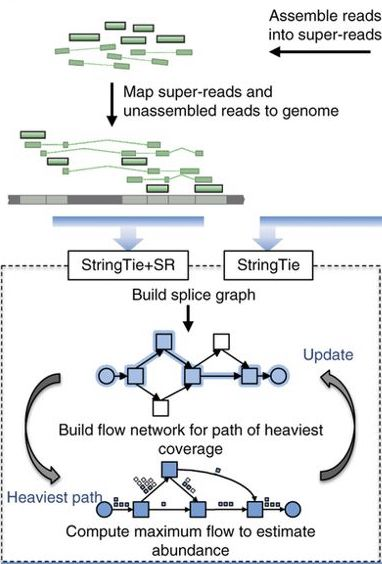 Assemble reads
into super-reads
Map super-reads and
unassembled reads to genome
StringTie+SR
StringTie
Build splice graph
Update
Build flow network for path of heaviest
coverage
Heaviest path
Compute maximum flow to estimate
abundance